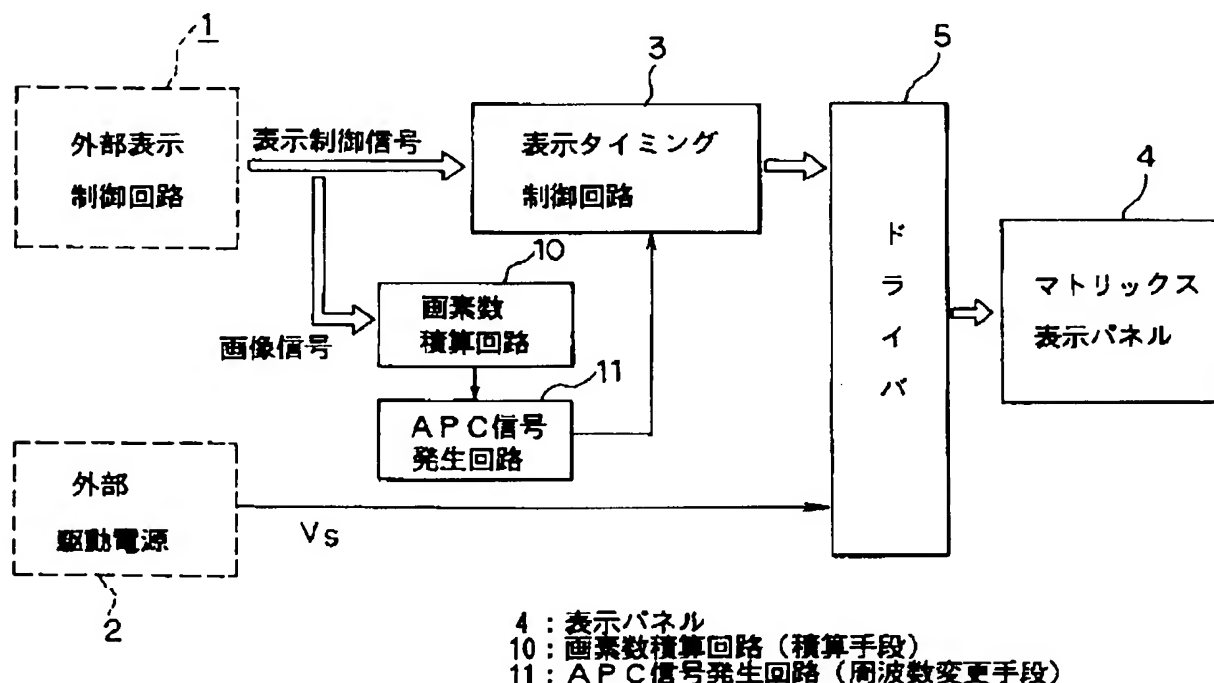 1
外部表示
制御回路
表示制御信号
3
表示タイミング
制御回路
5
ドライバ
4
マトリックス
表示パネル
画像信号
10
画素数
積算回路
11
APC信号
発生回路
外部
駆動電源
2
Vs
4:表示パネル
10:画素数積算回路(積算手段)
11:APC信号発生回路(周波数変更手段)